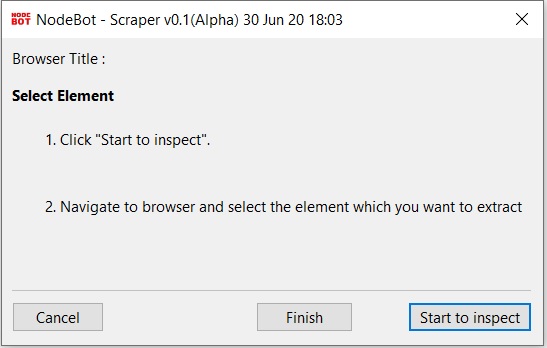 NODE
BOT
NodeBot - Scraper v0.1(Alpha) 30 Jun 20 18:03
Browser Title :
Select Element
1. Click "Start to inspect".
2. Navigate to browser and select the element which you want to extract
Cancel
Finish
Start to inspect